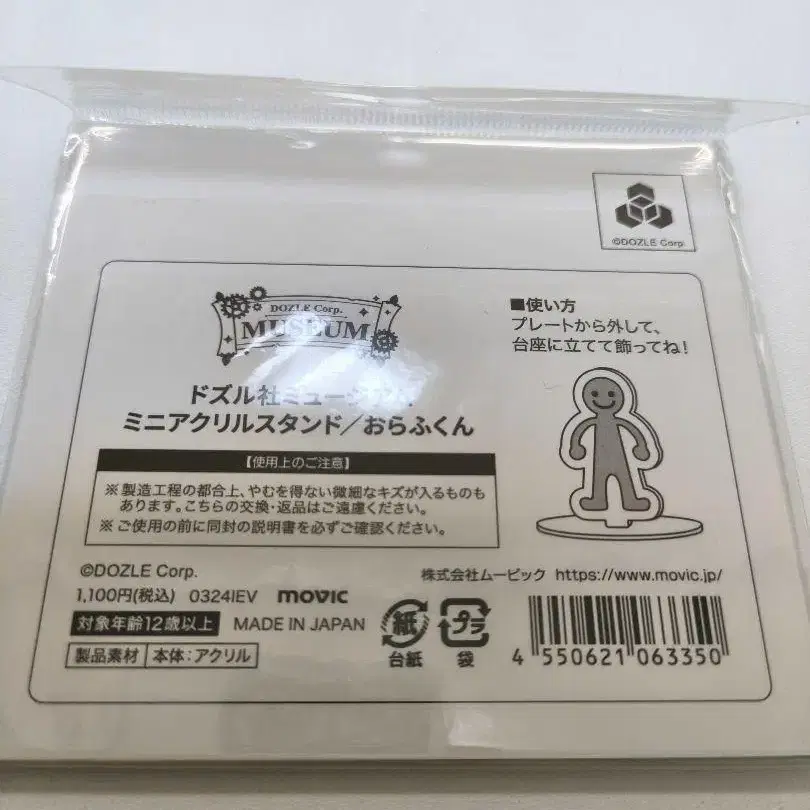 ©DOZLE Corp.
DOZLE Corp.
MUSEUM
ドズル社ミュージアム
ミニアクリルスタンド／おらふくん
■使い方
プレートから外して、
台座に立てて飾ってね！
【使用上のご注意】
※製造工程の都合上、やむを得ない微細なキズが入るものも
あります。こちらの交換・返品はご遠慮ください。
※ご使用の前に同封の説明書を必ずご確認ください。
©DOZLE Corp.
株式会社ムービック https://www.movic.jp/
1,100円(税込) 0324IEV movic
対象年齢12歳以上 MADE IN JAPAN
製品素材 本体：アクリル
紙
台紙
プラ
袋
4 550621 063350